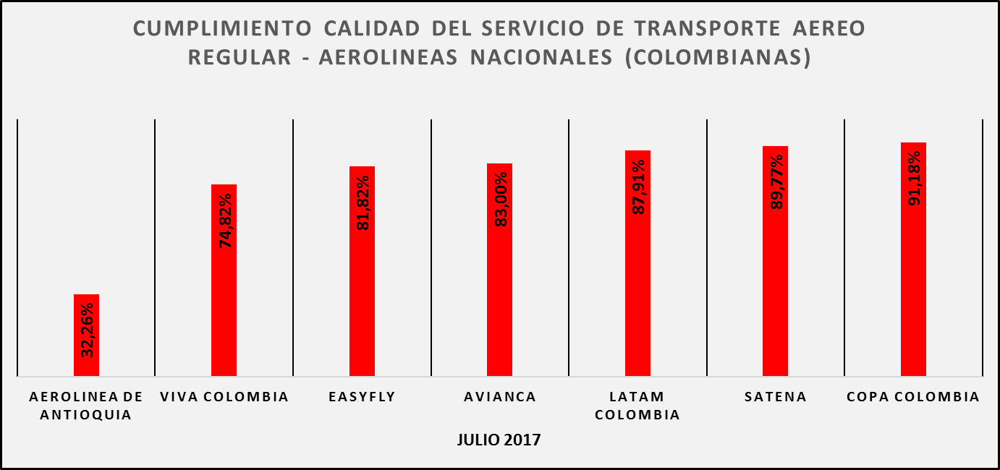 CUMPLIMIENTO CALIDAD DEL SERVICIO DE TRANSPORTE AEREO
REGULAR - AEROLINEAS NACIONALES (COLOMBIANAS)
32,26%
74,82%
81,82%
83,00%
87,91%
89,77%
91,18%
AEROLINEA DE
ANTIOQUIA
VIVA COLOMBIA
EASYFLY
AVIANCA
LATAM
COLOMBIA
SATENA
COPA COLOMBIA
JULIO 2017